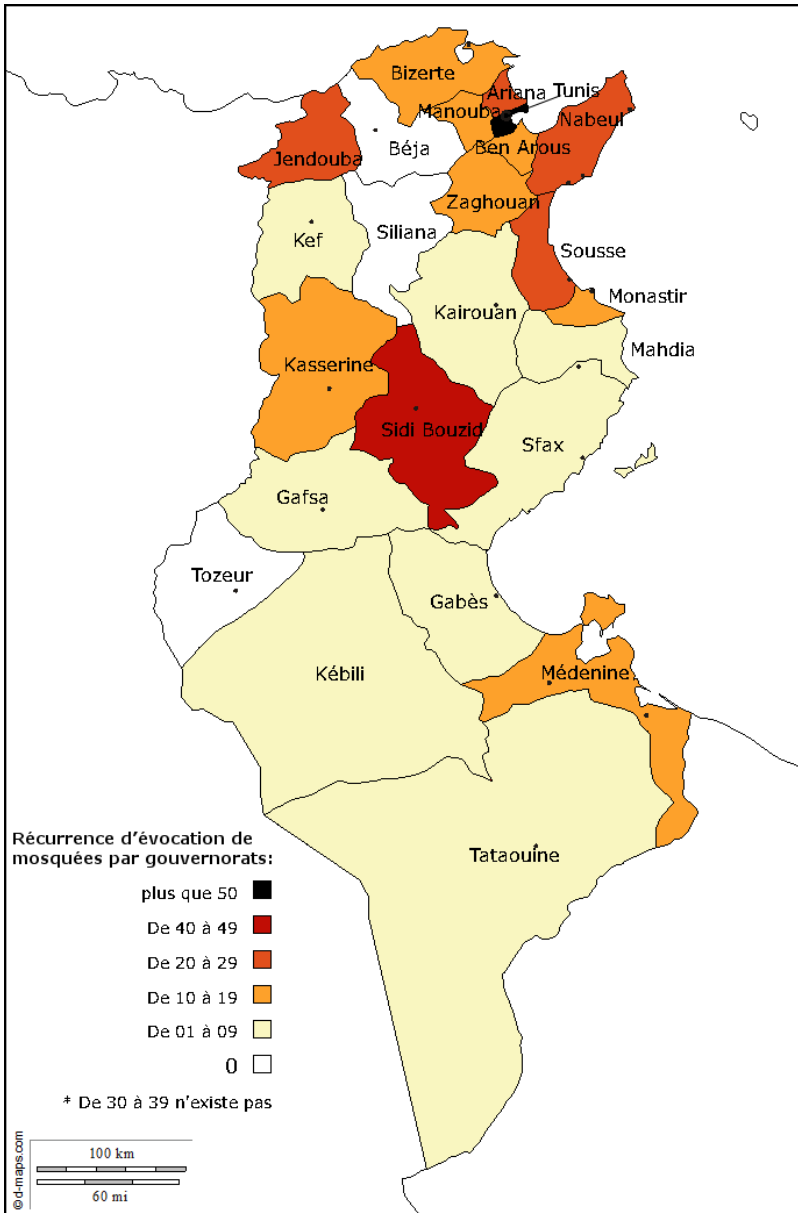 Bizerte
Ariana
Tunis
Manouba
Nabeul
Béja
Ben Arous
Jendouba
Zaghouan
Kef
Siliana
Sousse
Monastir
Kairouan
Mahdia
Kasserine
Sidi Bouzid
Sfax
Gafsa
Tozeur
Gabès
Kébili
Médenine
Tataouine
Récurrence d'évocation de
mosquées par gouvernorats:
plus que 50
De 40 à 49
De 20 à 29
De 10 à 19
De 01 à 09
0
* De 30 à 39 n'existe pas
100 km
60 mi
©d-maps.com